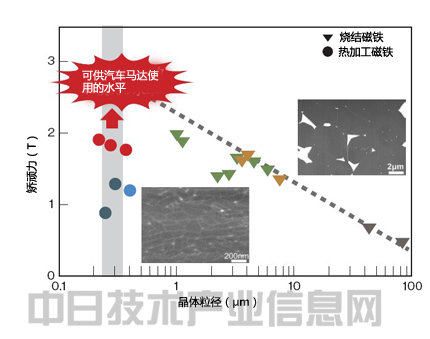 烧结磁铁
热加工磁铁
可供汽车马达使
用的水平
3
2
1
0
矫顽力（T）
2μm
200nm
0.1
1
10
100
晶体粒径（μm）
中日技术产业信息网